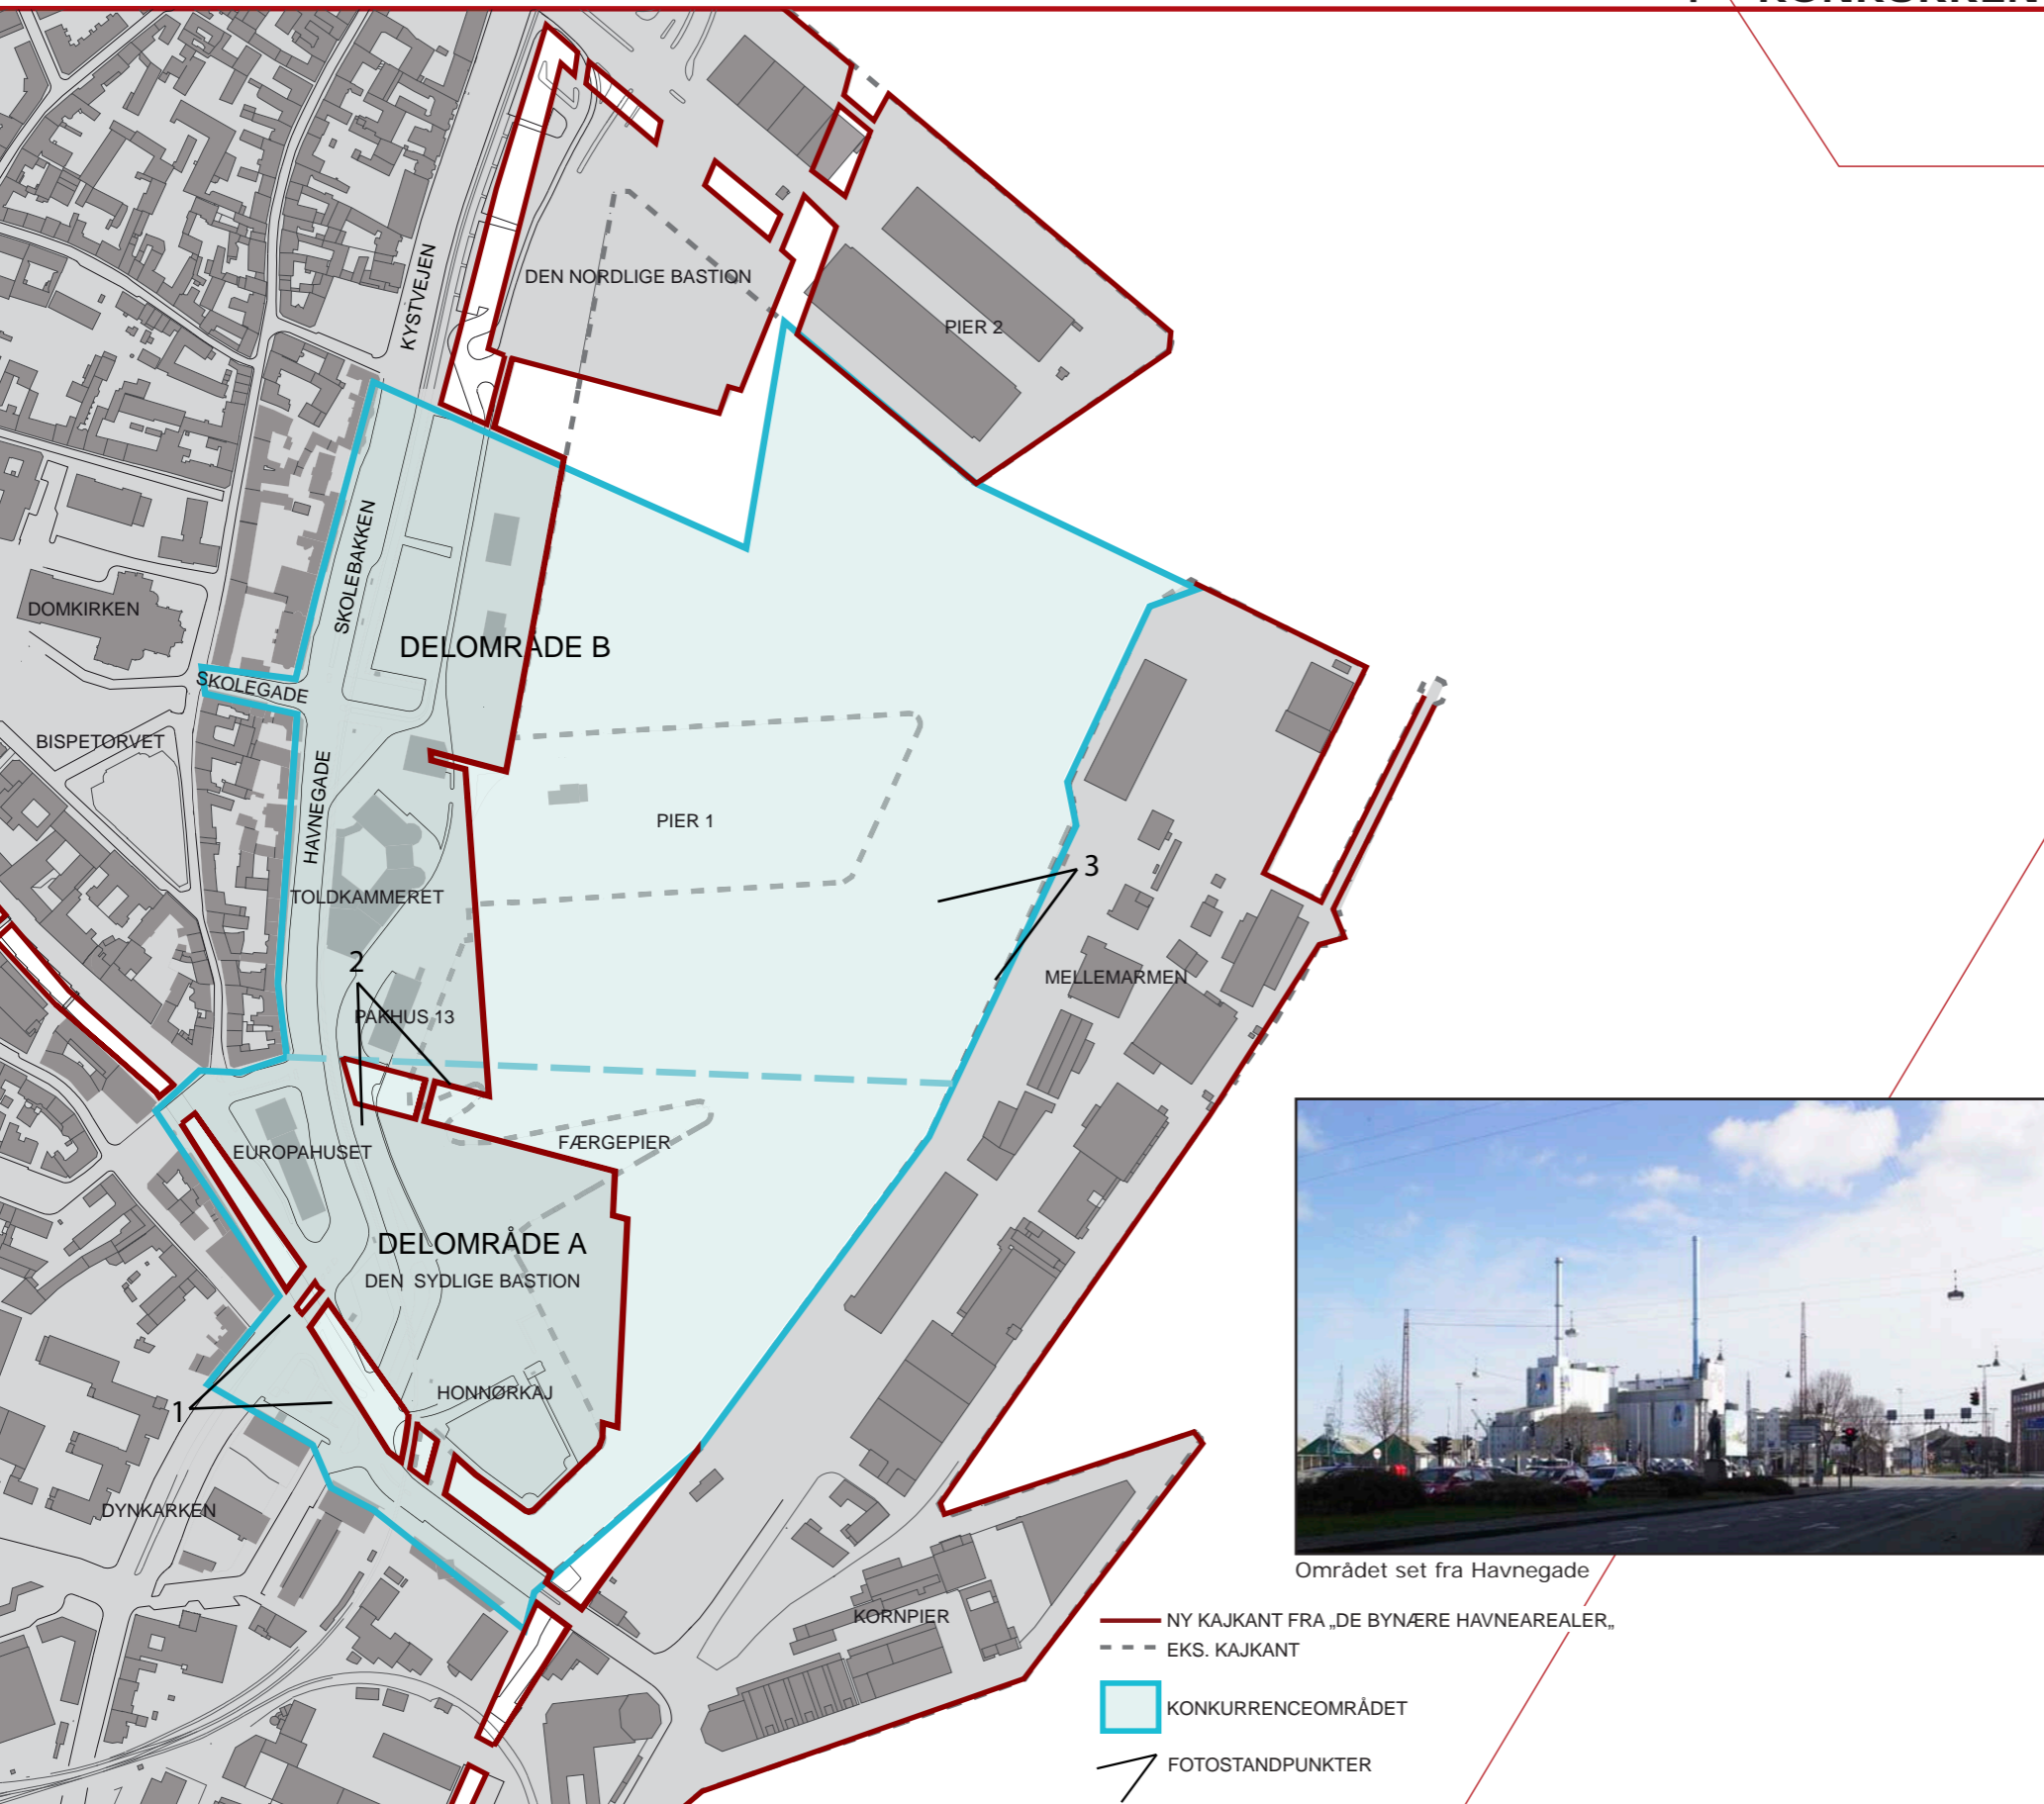 KYSTVEJEN
DEN NORDLIGE BASTION
PIER 2
SKOLEBAKKEN
DOMKIRKEN
DELOMRÅDE B
SKOLEGADE
BISPETORVET
HAVNEGADE
PIER 1
3
TOLDKAMMERET
2
MELLEMARMEN
PAKHUS 13
FÆRGEPIER
EUROPAHUSET
DELOMRÅDE A
DEN SYDLIGE BASTION
HONNØRKAJ
1
DYNKARKEN
Området set fra Havnegade
KORNPIER
NY KAJKANT FRA „DE BYNÆRE HAVNEAREALER„
EKS. KAJKANT
KONKURRENCEOMRÅDET
FOTOSTANDPUNKTER